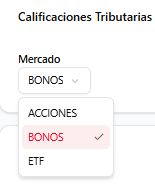 Calificaciones Tributarias
Mercado
BONOS
ACCIONES
BONOS
ETF